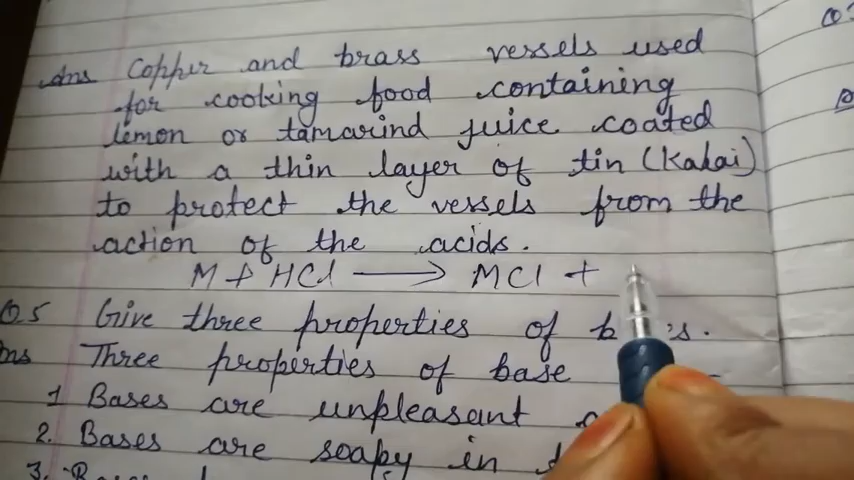 Ans Copper and brass vessels used
for cooking food containing
lemon or tamarind juice coated
with a thin layer of tin (Kalai)
to protect the vessels from the
action of the acids.
M + HCl ⟶ MCl +
Q.5 Give three properties of
Ans Three properties of base
1 Bases are unpleasant
2. Bases are soapy in
3.